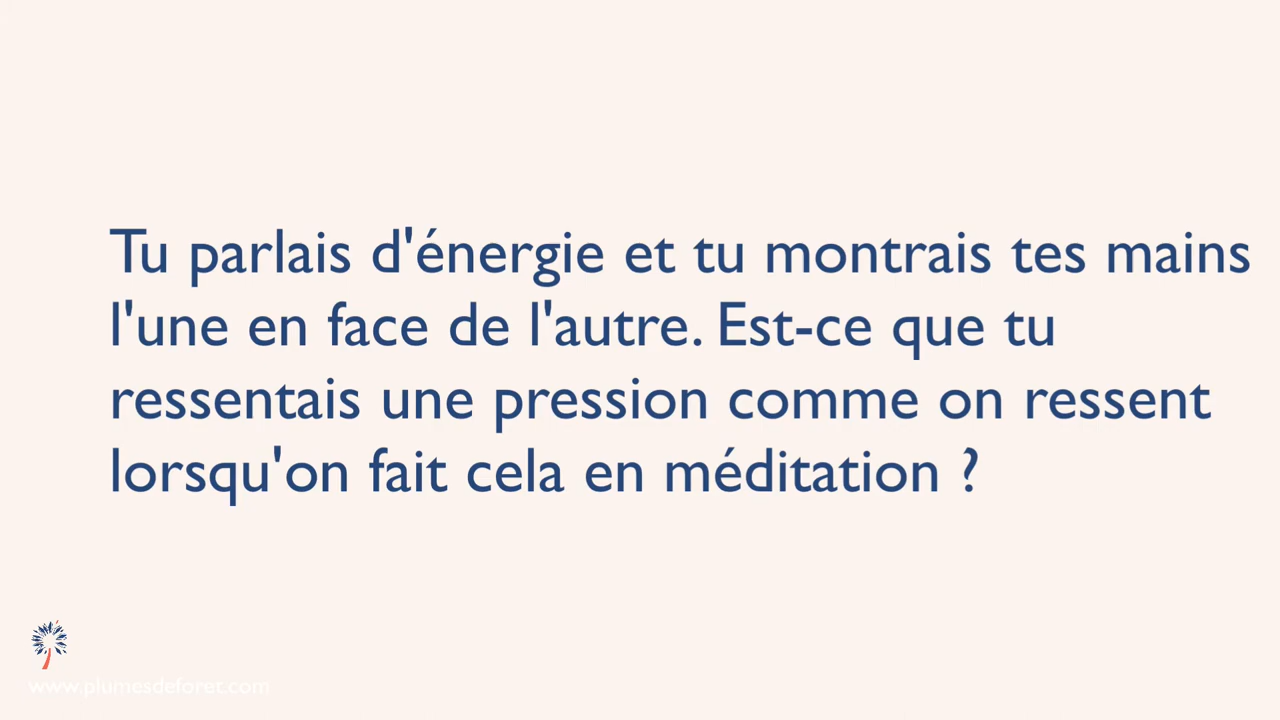 Tu parlais d'énergie et tu montrais tes mains
l'une en face de l'autre. Est-ce que tu
ressentais une pression comme on ressent
lorsqu'on fait cela en méditation ?
www.plumesdeforet.com